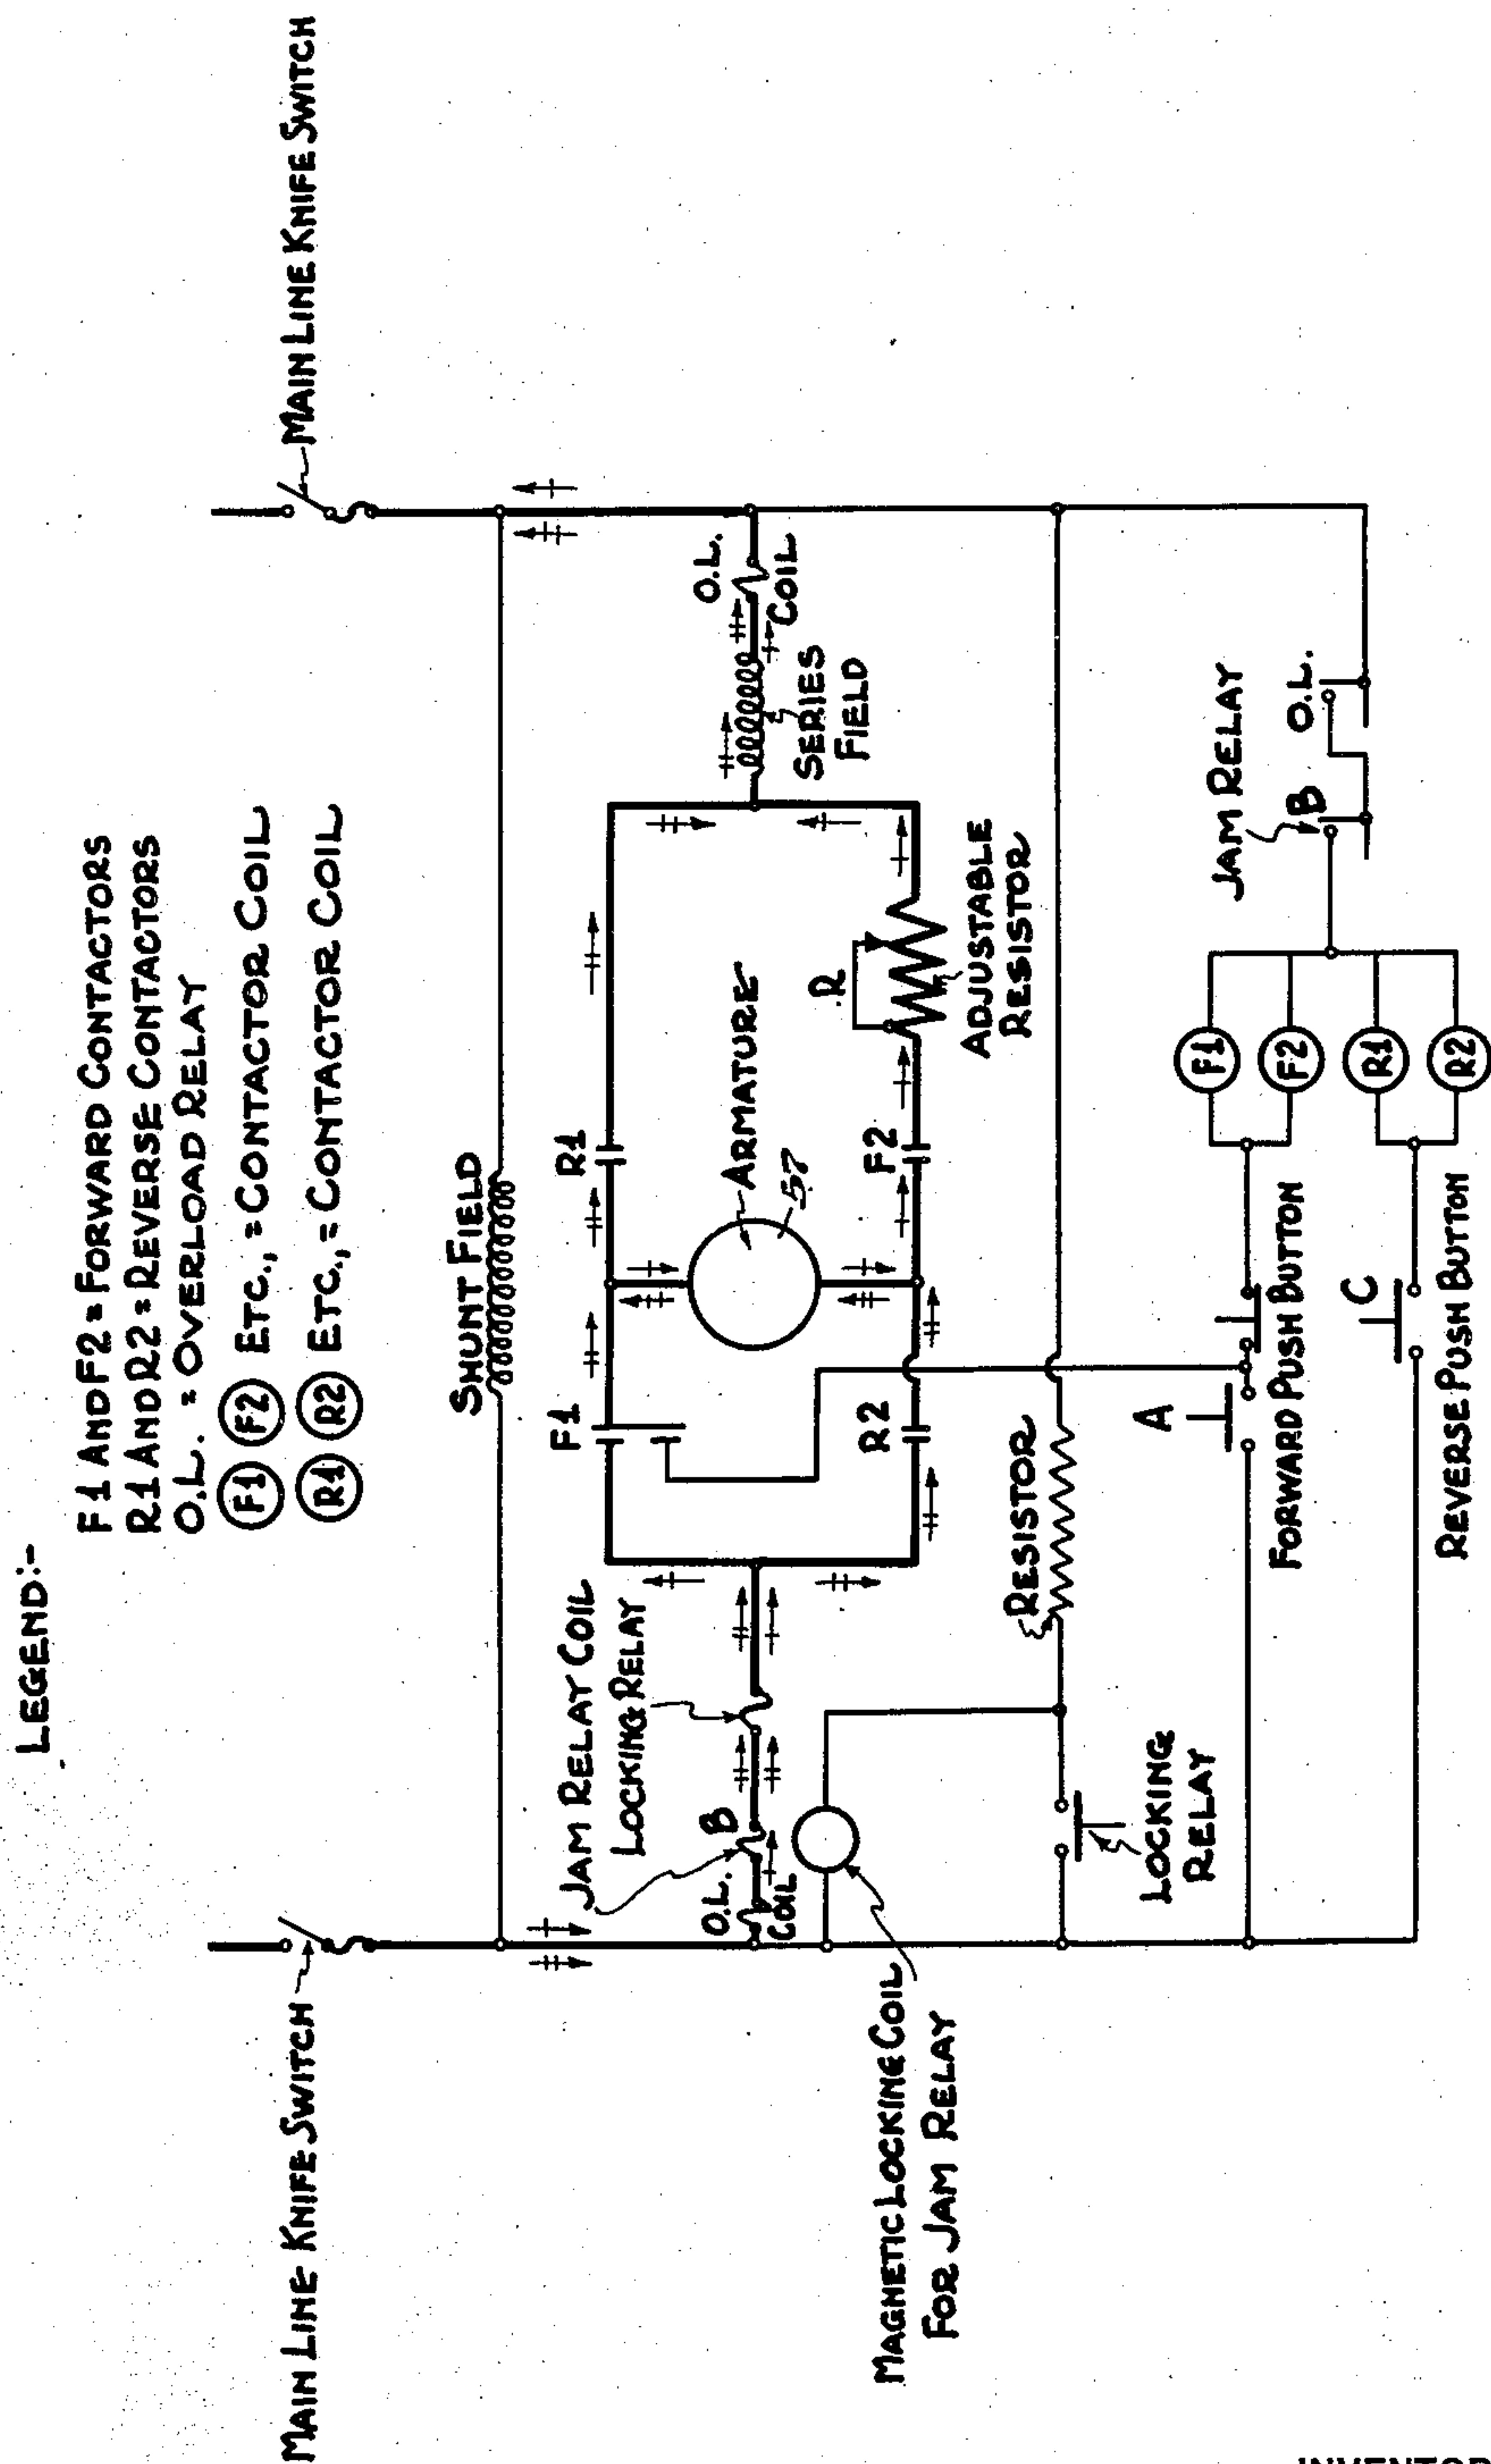 LEGEND:-
F1 AND F2 = FORWARD CONTACTORS
R1 AND R2 = REVERSE CONTACTORS
O.L. = OVERLOAD RELAY
F1 F2 ETC., = CONTACTOR COIL
R1 R2 ETC., = CONTACTOR COIL
MAIN LINE KNIFE SWITCH
MAIN LINE KNIFE SWITCH
SHUNT FIELD
JAM RELAY COIL
LOCKING RELAY
F1
R1
O.L. B
COIL
ARMATURE
57
O.L.
COIL
SERIES
FIELD
R2
F2
R
ADJUSTABLE
RESISTOR
MAGNETIC LOCKING COIL
FOR JAM RELAY
RESISTOR
LOCKING
RELAY
A
FORWARD PUSH BUTTON
C
REVERSE PUSH BUTTON
F1
F2
R1
R2
JAM RELAY
B
O.L.